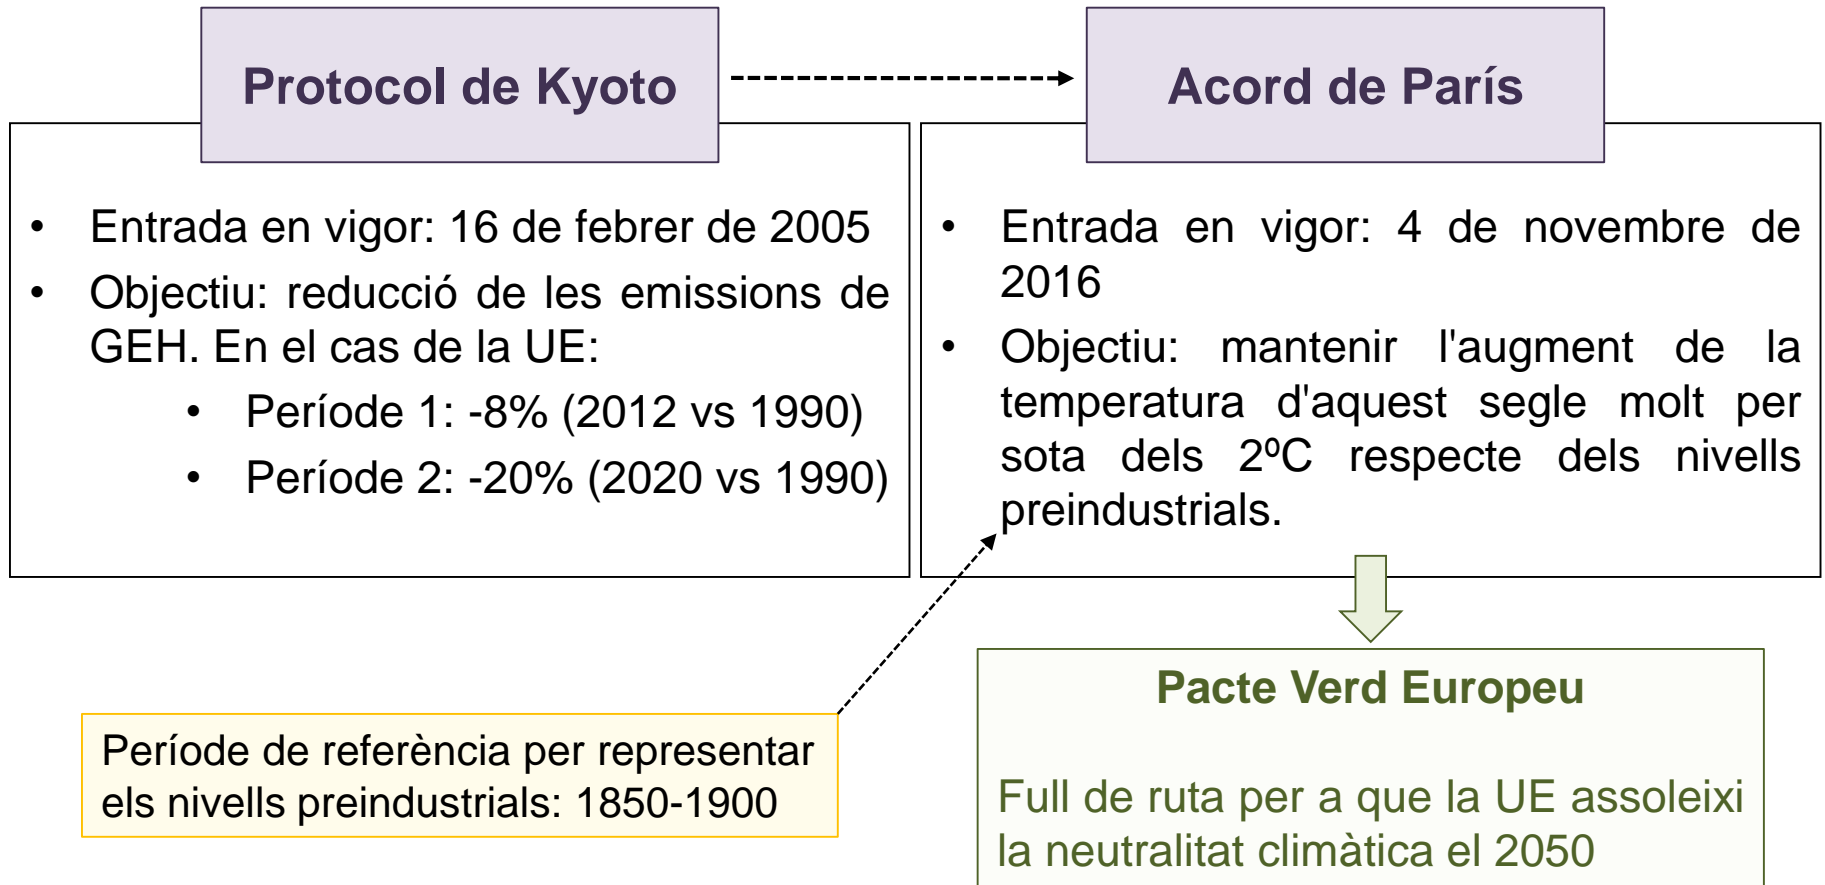 Protocol de Kyoto
• Entrada en vigor: 16 de febrer de 2005
• Objectiu: reducció de les emissions de
GEH. En el cas de la UE:
• Període 1: -8% (2012 vs 1990)
• Període 2: -20% (2020 vs 1990)
Acord de París
• Entrada en vigor: 4 de novembre de
2016
• Objectiu: mantenir l'augment de la
temperatura d'aquest segle molt per
sota dels 2ºC respecte dels nivells
preindustrials.
Període de referència per representar
els nivells preindustrials: 1850-1900
Pacte Verd Europeu
Full de ruta per a que la UE assoleixi
la neutralitat climàtica el 2050